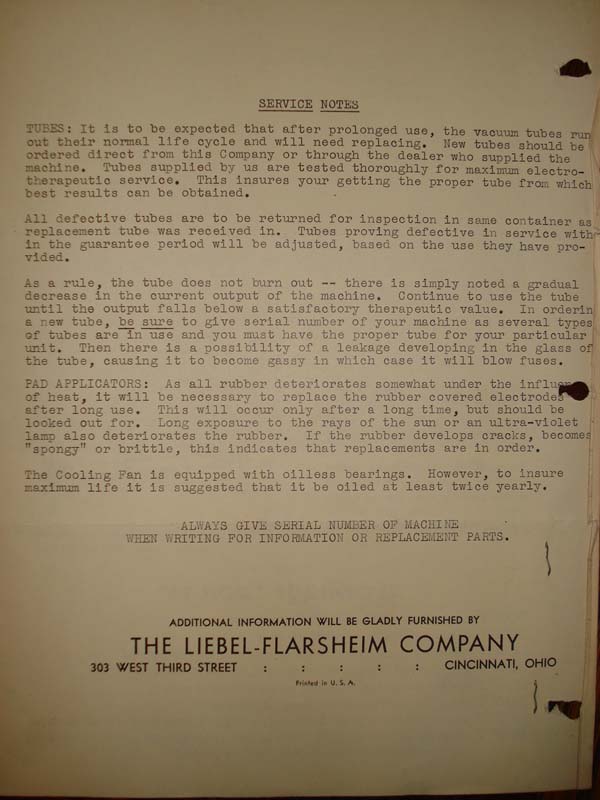 SERVICE NOTES
TUBES: It is to be expected that after prolonged use, the vacuum tubes run
out their normal life cycle and will need replacing. New tubes should be
ordered direct from this Company or through the dealer who supplied the
machine. Tubes supplied by us are tested thoroughly for maximum electro-
therapeutic service. This insures your getting the proper tube from which
best results can be obtained.
All defective tubes are to be returned for inspection in same container as
replacement tube was received in. Tubes proving defective in service with-
in the guarantee period will be adjusted, based on the use they have pro-
vided.
As a rule, the tube does not burn out -- there is simply noted a gradual
decrease in the current output of the machine. Continue to use the tube
until the output falls below a satisfactory therapeutic value. In orderin
a new tube, be sure to give serial number of your machine as several types
of tubes are in use and you must have the proper tube for your particular
unit. Then there is a possibility of a leakage developing in the glass of
the tube, causing it to become gassy in which case it will blow fuses.
PAD APPLICATORS: As all rubber deteriorates somewhat under the influen
of heat, it will be necessary to replace the rubber covered electrodes
after long use. This will occur only after a long time, but should be
looked out for. Long exposure to the rays of the sun or an ultra-violet
lamp also deteriorates the rubber. If the rubber develops cracks, becomes
"spongy" or brittle, this indicates that replacements are in order.
The Cooling Fan is equipped with oilless bearings. However, to insure
maximum life it is suggested that it be oiled at least twice yearly.
ALWAYS GIVE SERIAL NUMBER OF MACHINE
WHEN WRITING FOR INFORMATION OR REPLACEMENT PARTS.
ADDITIONAL INFORMATION WILL BE GLADLY FURNISHED BY
THE LIEBEL-FLARSHEIM COMPANY
303 WEST THIRD STREET : : : : : CINCINNATI, OHIO
Printed in U. S. A.